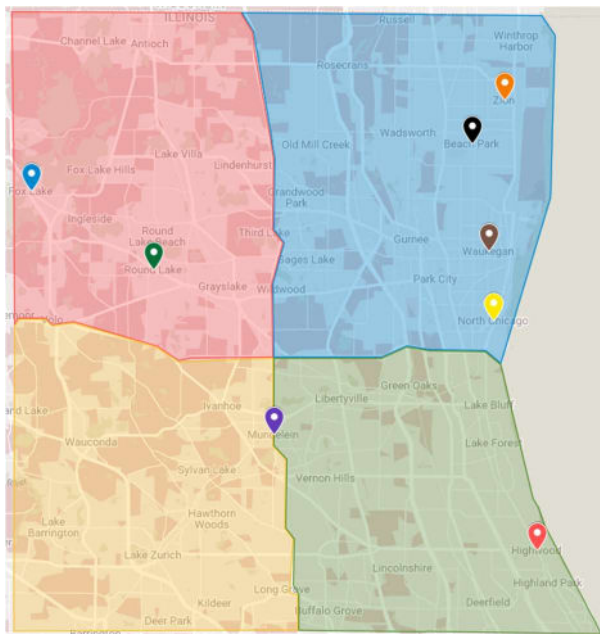 ILLINOIS
Russell
Channel Lake
Antioch
Winthrop
Harbor
Rosecrans
Zion
Wadsworth
Old Mill Creek
Beach Park
Lake Villa
Lindenhurst
Fox Lake Hills
Fox Lake
Grandwood
Park
Ingleside
Round
Lake Beach
Third Lake
Gurnee
Waukegan
Round Lake
Gages Lake
Grayslake
Wildwood
Park City
Volo
North Chicago
Green Oaks
Ivanhoe
Libertyville
Lake Bluff
Mundelein
Wauconda
Lake Forest
Sylvan Lake
Vernon Hills
Hawthorn
Woods
Lake
Barrington
Lake Zurich
Highwood
Lincolnshire
Long Grove
Highland Park
Kildeer
Deerfield
Buffalo Grove
Deer Park
Barrington